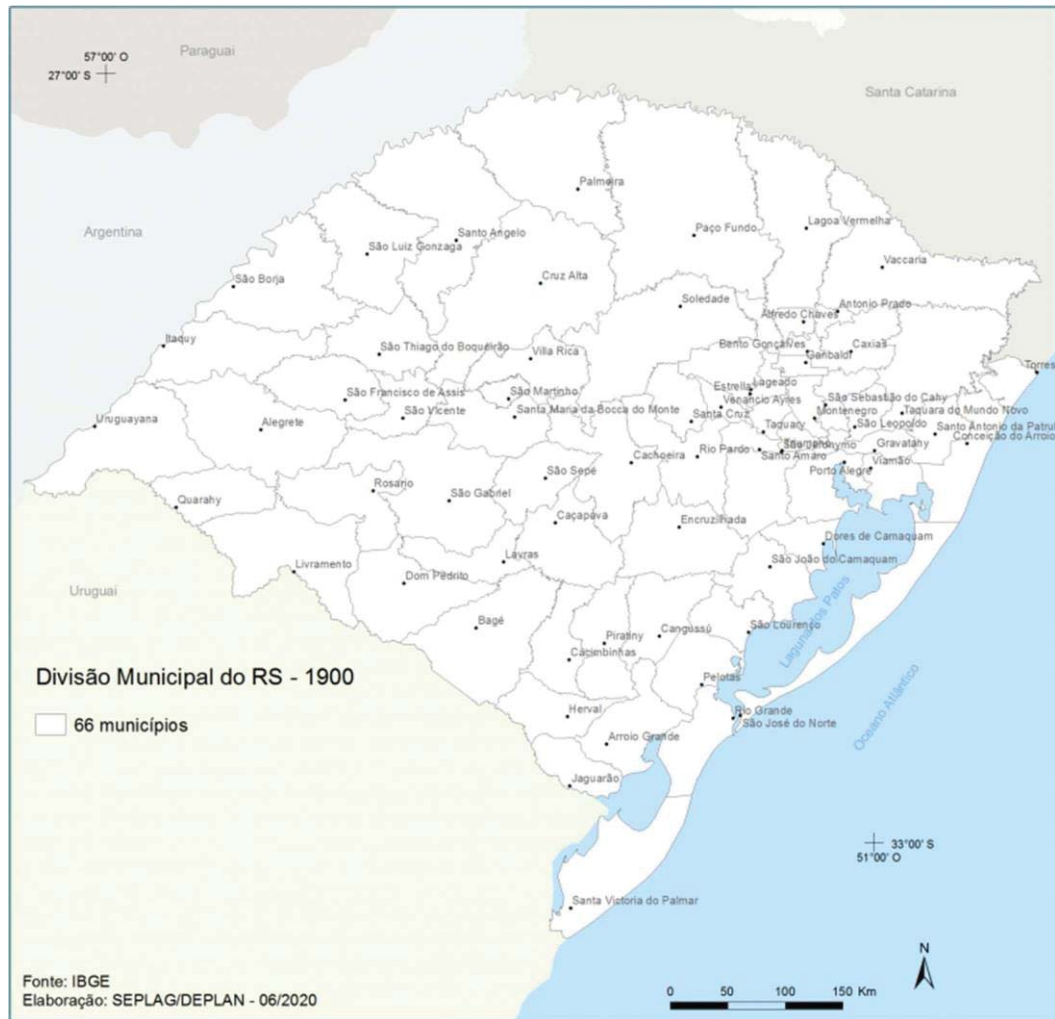 Paraguai
57°00' O
27°00' S
Santa Catarina
Palmeira
Argentina
Lagoa Vermelha
Paço Fundo
Santo Angelo
São Luiz Gonzaga
Vaccaria
Cruz Alta
São Borja
Soledade
Antonio Prado
Alfredo Chaves
Itaquy
Bento Gonçalves
Caxias
São Thiago do Boqueirão
Villa Rica
Garibaldi
Torres
Estrella
Lageado
São Francisco de Assis
São Martinho
Venancio Ayres
São Sebastião do Cahy
Uruguayana
São Vicente
Santa Maria da Bocca do Monte
Santa Cruz
Montenegro
Taquara do Mundo Novo
Alegrete
Taquary
São Leopoldo
Santo Antonio da Patrul
São Jeronymo
Gravatahy
Conceição do Arroio
Cachoeira
Rio Pardo
Santo Amaro
São Sepé
Porto Alegre
Viamão
Rosario
Quarahy
São Gabriel
Caçapava
Encruzilhada
Dores de Camaquam
Lavras
São João do Camaquam
Livramento
Dom Pedrito
Uruguai
Bagé
Piratiny
Cangussú
São Lourenço
Laguna dos Patos
Cacimbinhas
Divisão Municipal do RS - 1900
Pelotas
66 municípios
Herval
Rio Grande
São José do Norte
Oceano Atlântico
Arroio Grande
Jaguarão
33°00' S
51°00' O
Santa Victoria do Palmar
N
Fonte: IBGE
Elaboração: SEPLAG/DEPLAN - 06/2020
0 50 100 150 Km